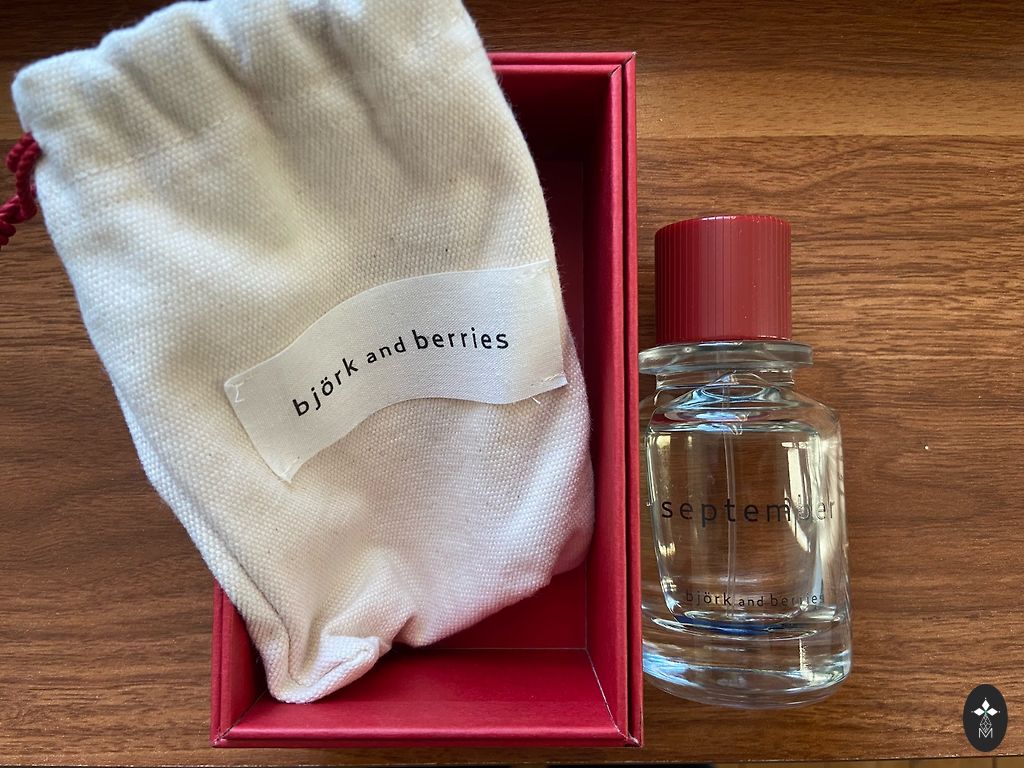 björk and berries
september
björk and berries
M